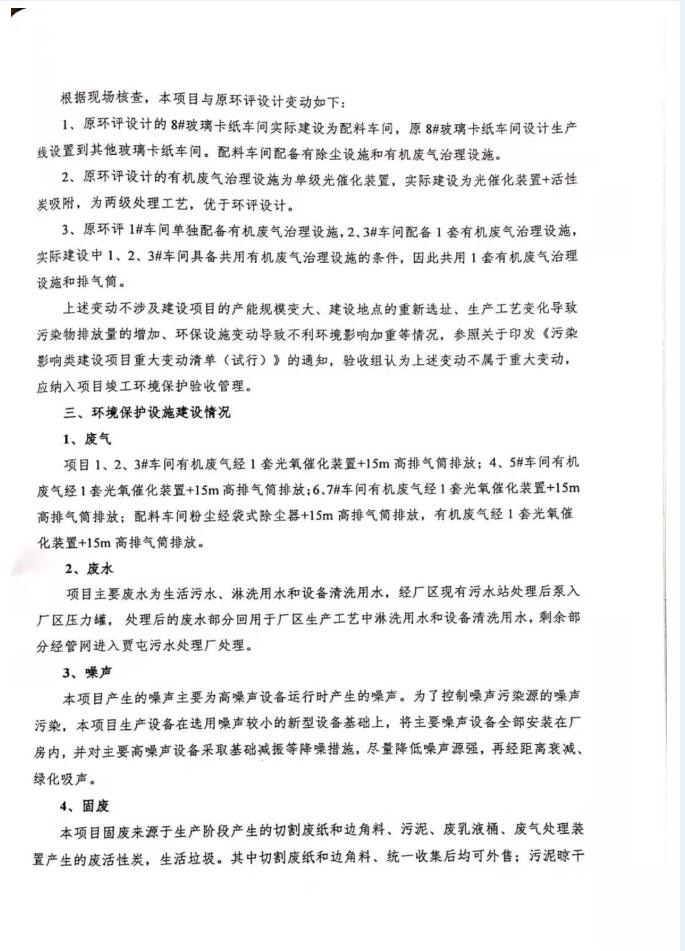 根据现场核查，本项目与原环评设计变动如下：
1、原环评设计的8#玻璃卡纸车间实际建设为配料车间，原8#玻璃卡纸车间设计生产
线设置到其他玻璃卡纸车间。配料车间配备有除尘设施和有机废气治理设施。
2、原环评设计的有机废气治理设施为单级光催化装置，实际建设为光催化装置+活性
炭吸附，为两级处理工艺，优于环评设计。
3、原环评1#车间单独配备有机废气治理设施，2、3#车间配备1套有机废气治理设施，
实际建设中1、2、3#车间具备共用有机废气治理设施的条件，因此共用1套有机废气治理
设施和排气筒。
上述变动不涉及建设项目的产能规模变大、建设地点的重新选址、生产工艺变化导致
污染物排放量的增加、环保设施变动导致不利环境影响加重等情况，参照关于印发《污染
影响类建设项目重大变动清单（试行）》的通知，验收组认为上述变动不属于重大变动，
应纳入项目竣工环境保护验收管理。
三、环境保护设施建设情况
1、废气
项目1、2、3#车间有机废气经1套光氧催化装置+15m高排气筒排放；4、5#车间有机
废气经1套光氧催化装置+15m高排气筒排放；6、7#车间有机废气经1套光氧催化装置+15m
高排气筒排放；配料车间粉尘经袋式除尘器+15m高排气筒排放，有机废气经1套光氧催
化装置+15m高排气筒排放。
2、废水
项目主要废水为生活污水、淋洗用水和设备清洗用水，经厂区现有污水站处理后泵入
厂区压力罐，处理后的废水部分回用于厂区生产工艺中淋洗用水和设备清洗用水，剩余部
分经管网进入贾屯污水处理厂处理。
3、噪声
本项目产生的噪声主要为高噪声设备运行时产生的噪声。为了控制噪声污染源的噪声
污染，本项目生产设备在选用噪声较小的新型设备基础上，将主要噪声设备全部安装在厂
房内，并对主要高噪声设备采取基础减振等降噪措施，尽量降低噪声源强，再经距离衰减、
绿化吸声。
4、固废
本项目固废来源于生产阶段产生的切割废纸和边角料、污泥、废乳液桶、废气处理装
置产生的废活性炭，生活垃圾。其中切割废纸和边角料、统一收集后均可外售；污泥晾干